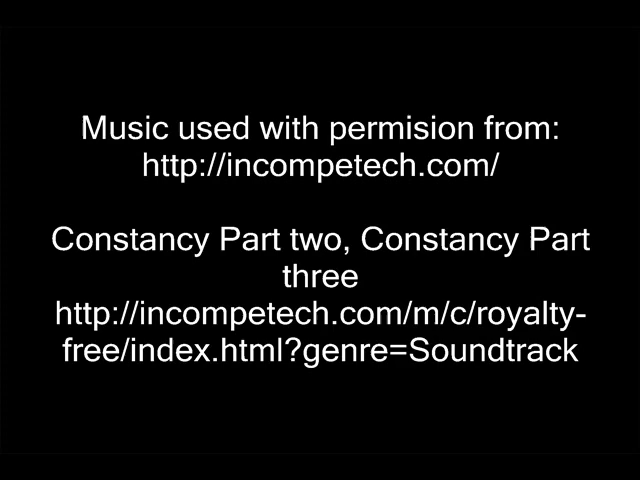 Music used with permision from:
http://incompetech.com/
Constancy Part two, Constancy Part
three
http://incompetech.com/m/c/royalty-
free/index.html?genre=Soundtrack